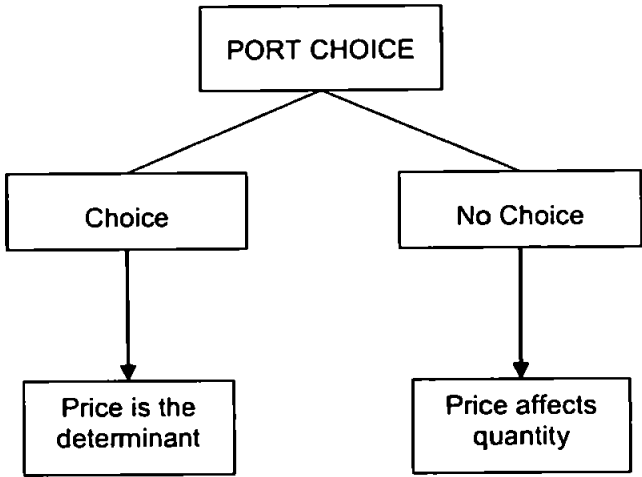 PORT CHOICE
Choice
No Choice
Price is the
determinant
Price affects
quantity